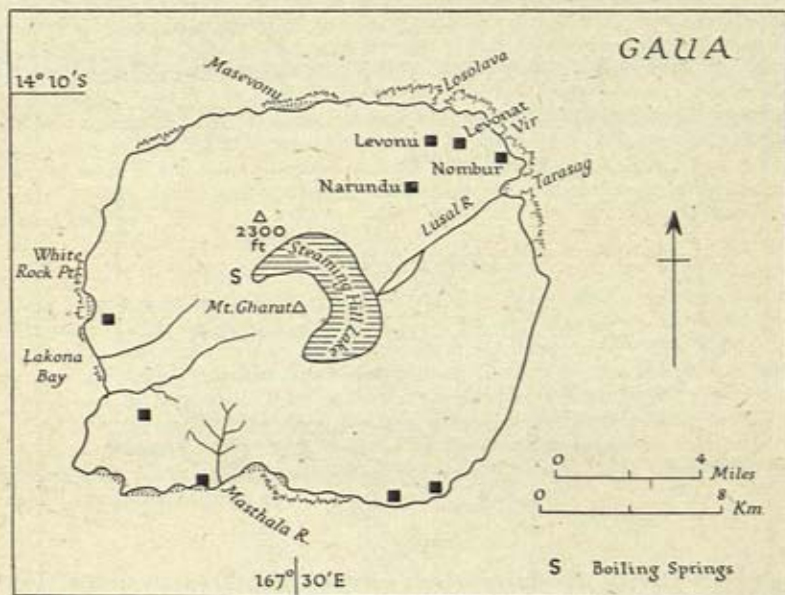 GAUA
14° 10'S
Masevonu
Losolava
Levonat
Vir
Levonu
Nombur
Narundu
Tarasag
Lusal R.
2300
ft
White
Rock Pt.
S
Steaming Hill Lake
Mt. Gharat
Lakona
Bay
0 4
Miles
0 8
Km.
Masthala R.
S Boiling Springs
167° 30'E